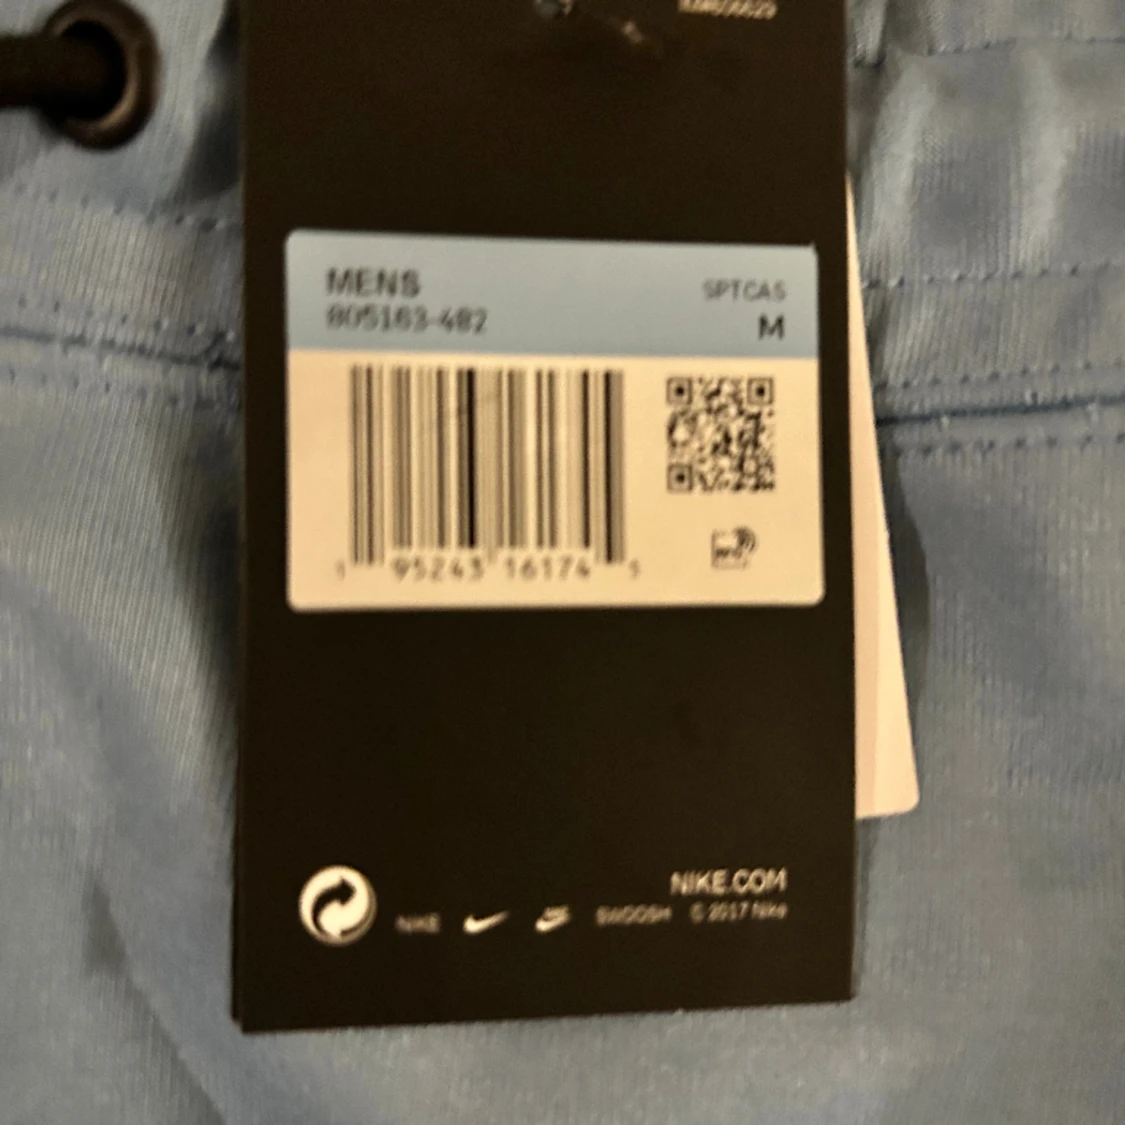 MENS
805163-482
SPTCAS
M
1 95243 16174 5
NIKE.COM
NIKE SWOOSH © 2017 Nike